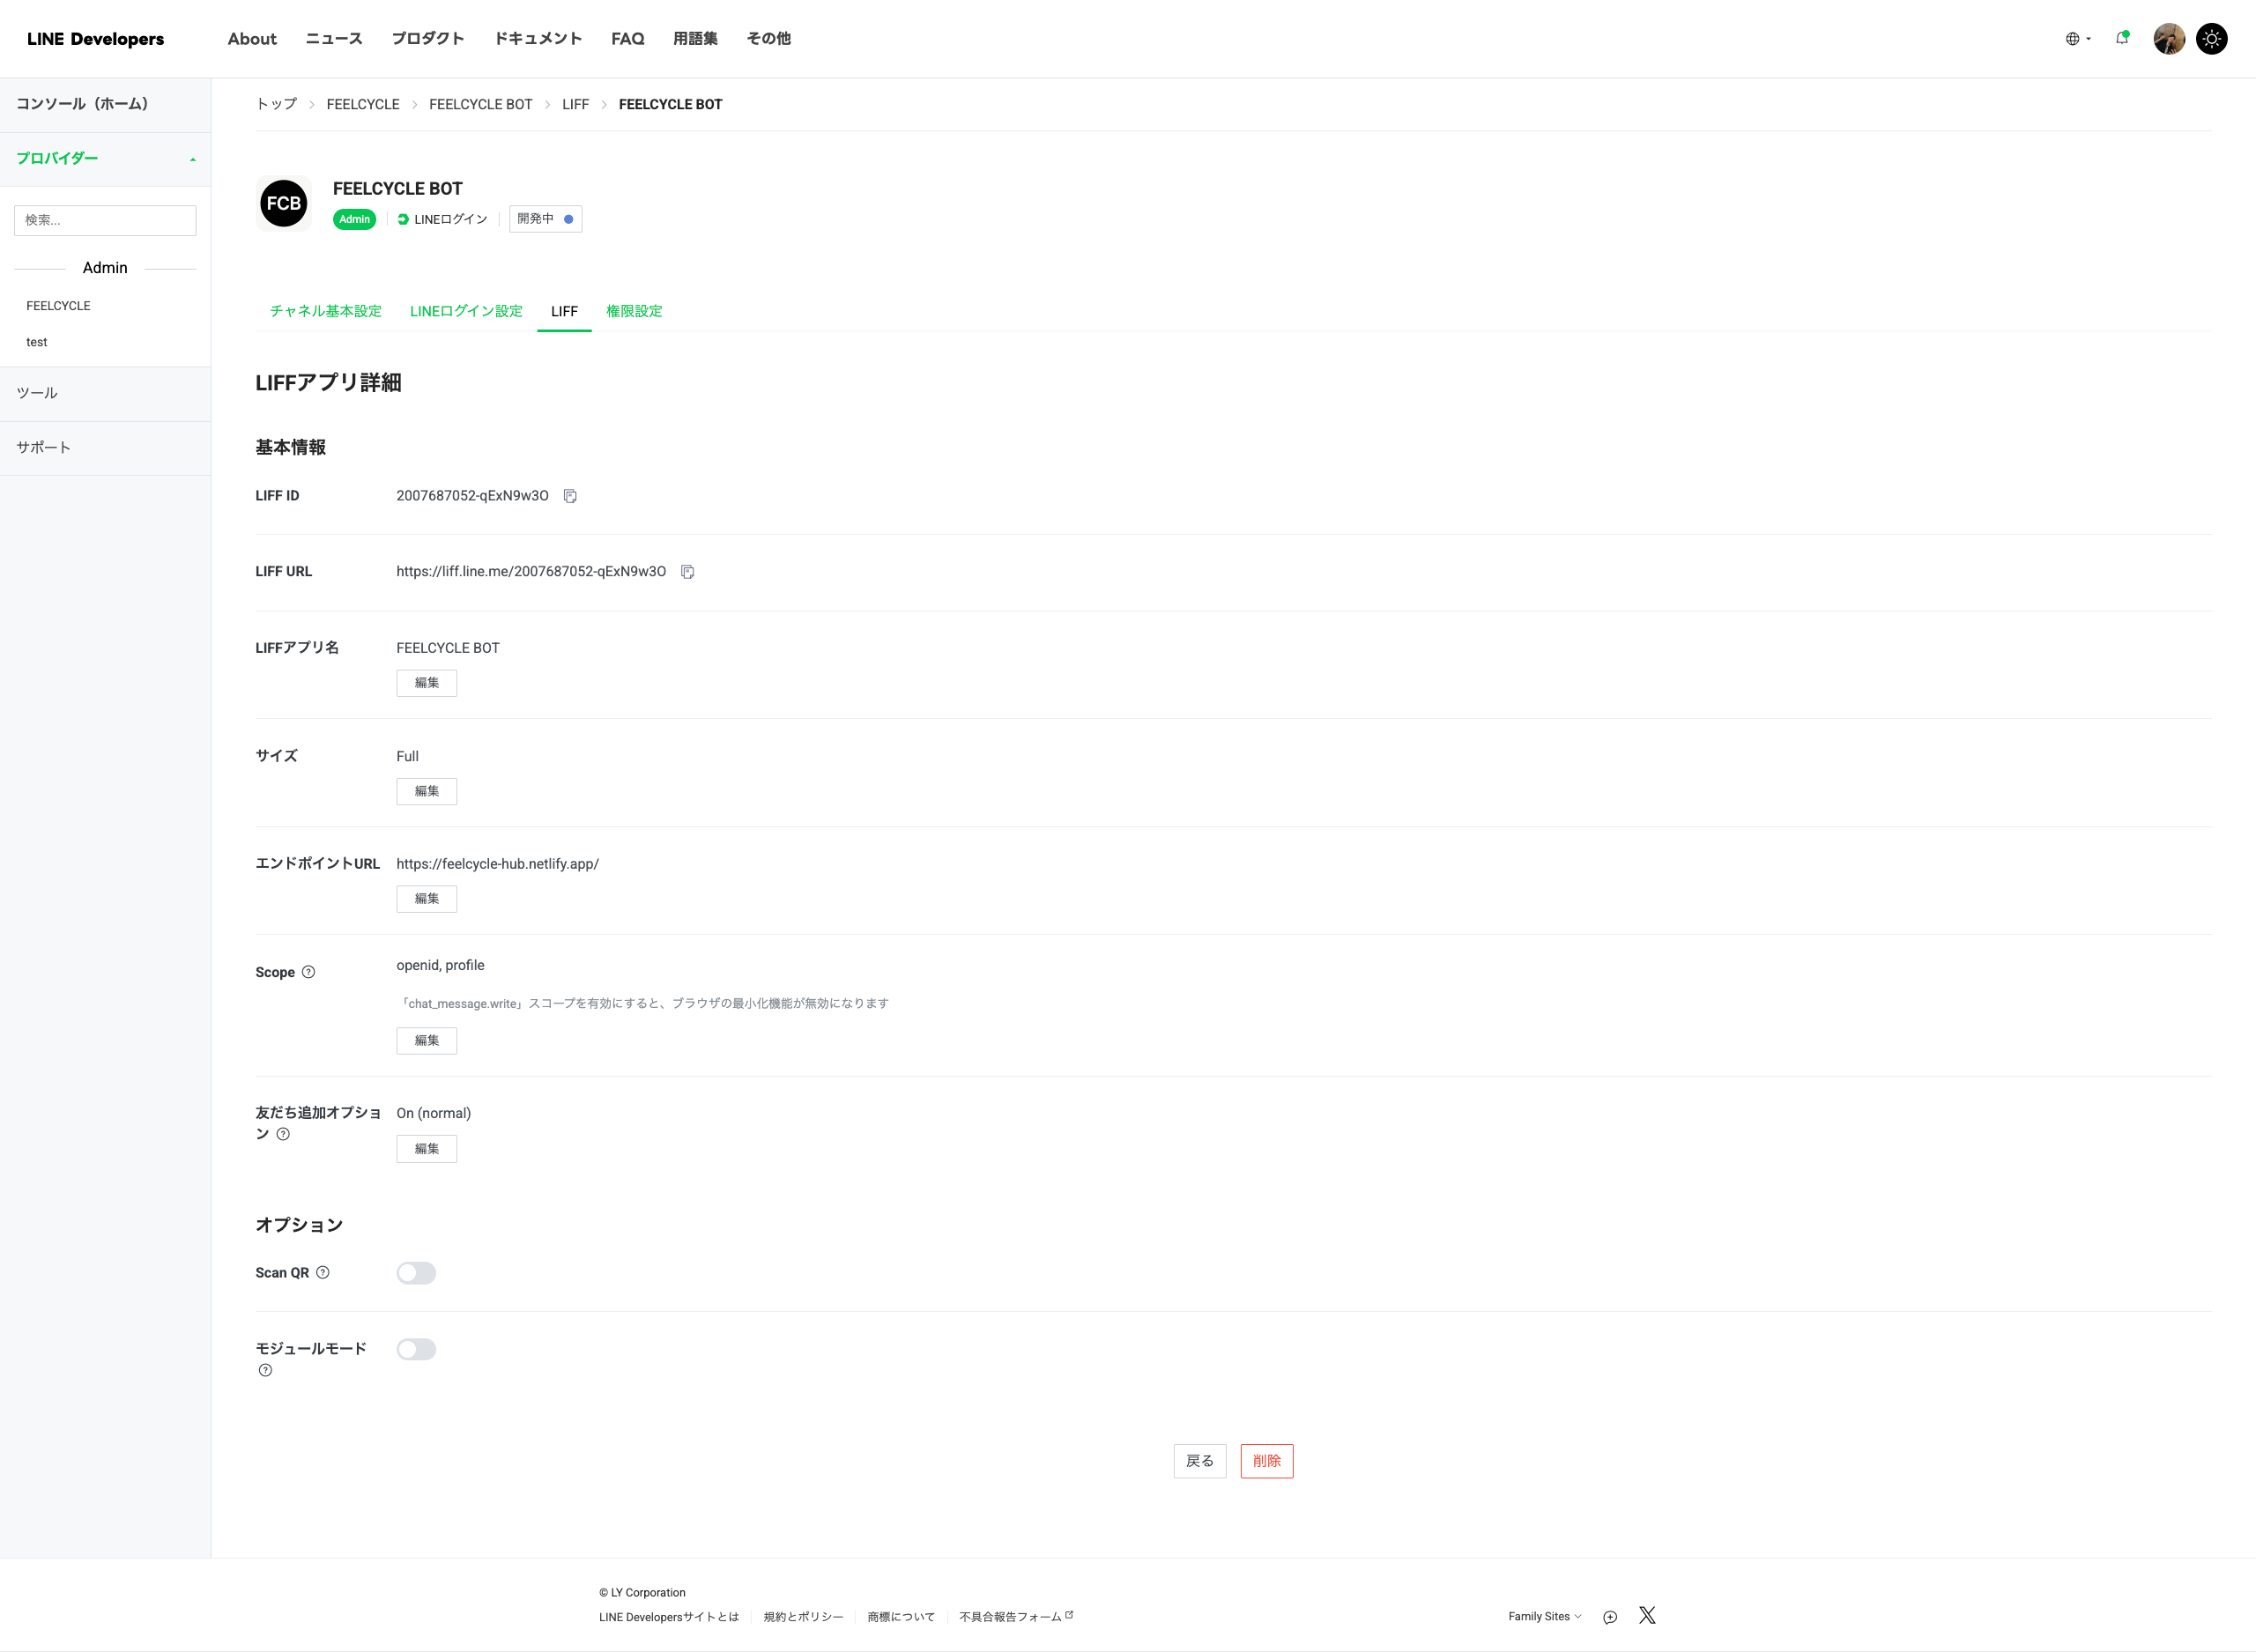 LINE Developers
About
ニュース
プロダクト
ドキュメント
FAQ
用語集
その他
コンソール（ホーム）
プロバイダー
検索...
Admin
FEELCYCLE
test
ツール
サポート
トップ
FEELCYCLE
FEELCYCLE BOT
LIFF
FEELCYCLE BOT
FCB
FEELCYCLE BOT
Admin
LINEログイン
開発中
チャネル基本設定
LINEログイン設定
LIFF
権限設定
LIFFアプリ詳細
基本情報
LIFF ID
2007687052-qExN9w3O
LIFF URL
https://liff.line.me/2007687052-qExN9w3O
LIFFアプリ名
FEELCYCLE BOT
編集
サイズ
Full
編集
エンドポイントURL
https://feelcycle-hub.netlify.app/
編集
Scope
openid, profile
「chat_message.write」スコープを有効にすると、ブラウザの最小化機能が無効になります
編集
友だち追加オプショ
ン
On (normal)
編集
オプション
Scan QR
モジュールモード
戻る
削除
© LY Corporation
LINE Developersサイトとは
規約とポリシー
商標について
不具合報告フォーム
Family Sites